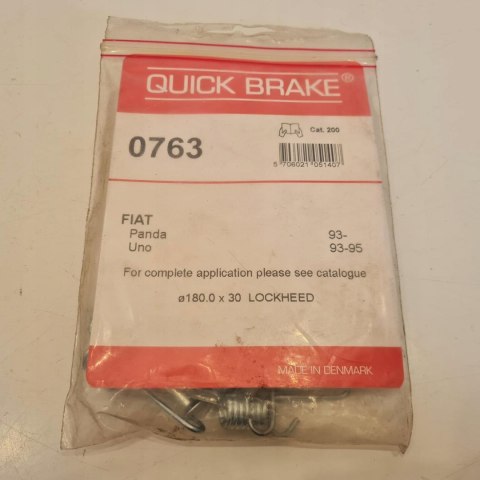 QUICK BRAKE®
Cat. 200
0763
5 706021 051407
FIAT
Panda 93-
Uno 93-95
For complete application please see catalogue
ø180.0 x 30 LOCKHEED
MADE IN DENMARK